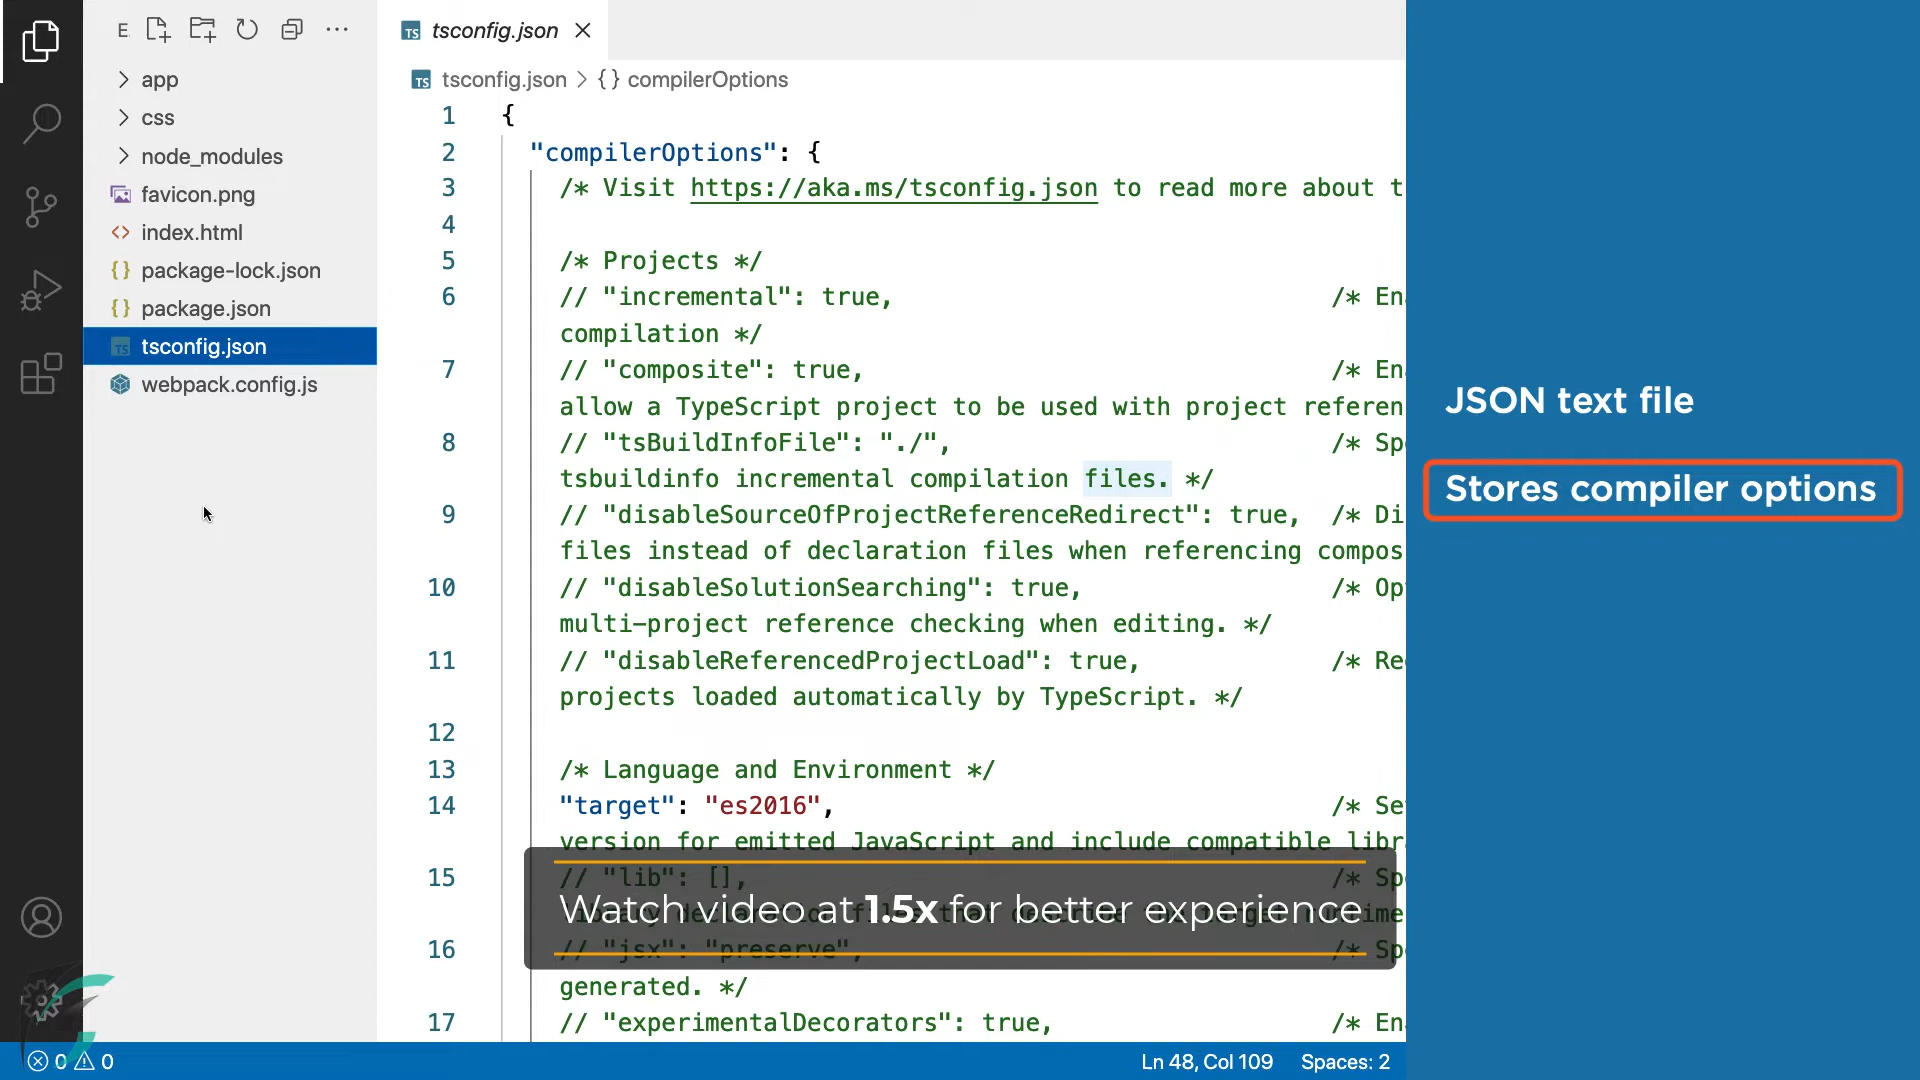 E
tsconfig.json
app
css
node_modules
favicon.png
index.html
{} package-lock.json
{} package.json
TS tsconfig.json
webpack.config.js
TS tsconfig.json
TS tsconfig.json > {} compilerOptions
1 {
2 "compilerOptions": {
3 /* Visit https://aka.ms/tsconfig.json to read more about t
4
5 /* Projects */
6 // "incremental": true, /* En
compilation */
7 // "composite": true, /* En
allow a TypeScript project to be used with project referen
8 // "tsBuildInfoFile": "./", /* Sp
tsbuildinfo incremental compilation files. */
9 // "disableSourceOfProjectReferenceRedirect": true, /* Di
files instead of declaration files when referencing compos
10 // "disableSolutionSearching": true, /* Op
multi-project reference checking when editing. */
11 // "disableReferencedProjectLoad": true, /* Re
projects loaded automatically by TypeScript. */
12
13 /* Language and Environment */
14 "target": "es2016", /* Se
version for emitted JavaScript and include compatible libr
15 // "lib": [], /* Sp
16 // "jsx": "preserve", /* Sp
generated. */
17 // "experimentalDecorators": true, /* En
Watch video at 1.5x for better experience
JSON text file
Stores compiler options
0 0
Ln 48, Col 109 Spaces: 2